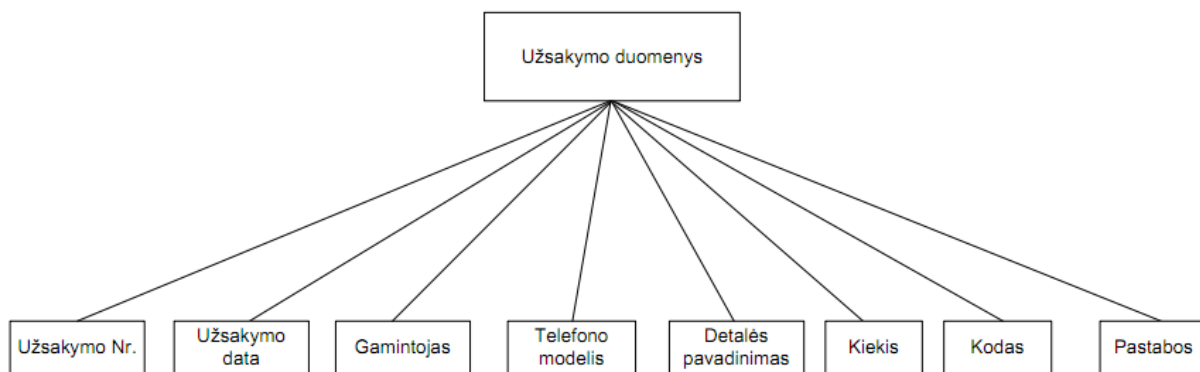 Užsakymo duomenys
Užsakymo Nr.
Užsakymo
data
Gamintojas
Telefono
modelis
Detalės
pavadinimas
Kiekis
Kodas
Pastabos